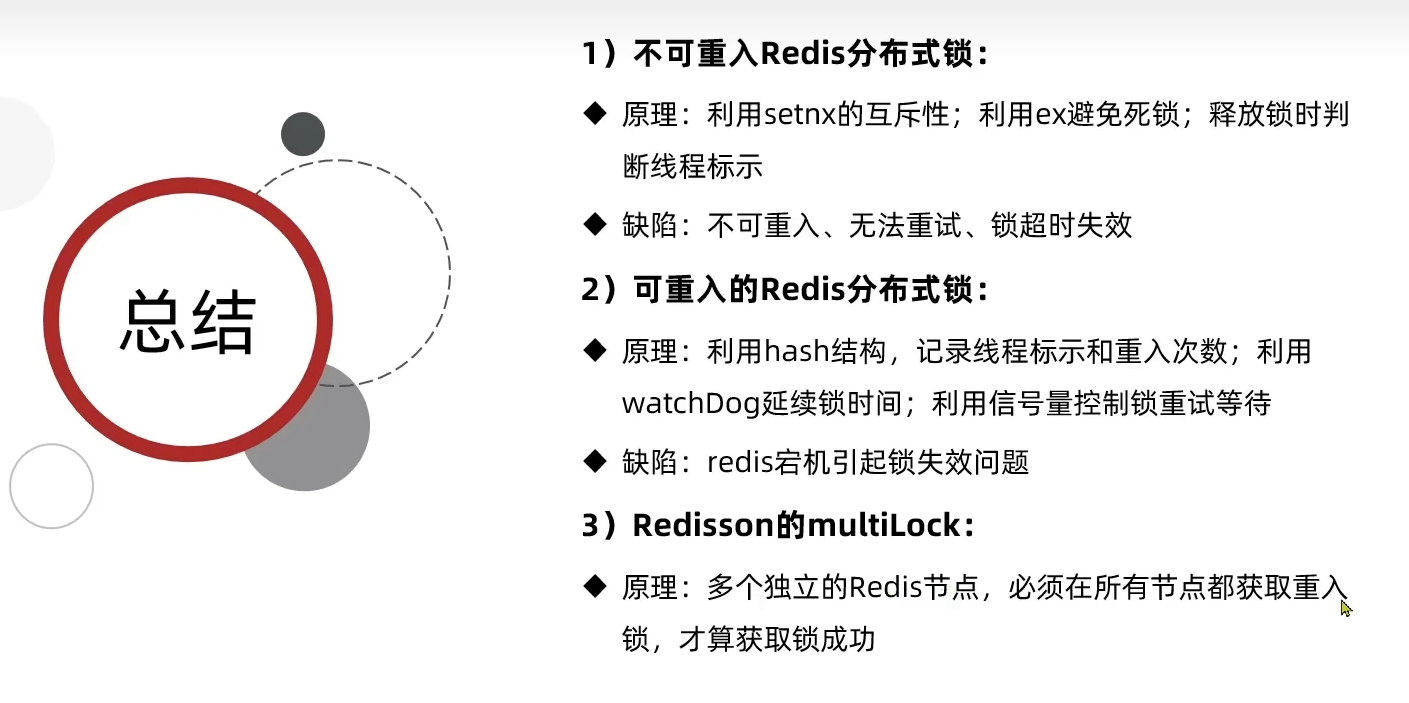 总结
1）不可重入Redis分布式锁：
◆ 原理：利用setnx的互斥性；利用ex避免死锁；释放锁时判
断线程标示
◆ 缺陷：不可重入、无法重试、锁超时失效
2）可重入的Redis分布式锁：
◆ 原理：利用hash结构，记录线程标示和重入次数；利用
watchDog延续锁时间；利用信号量控制锁重试等待
◆ 缺陷：redis宕机引起锁失效问题
3）Redisson的multiLock：
◆ 原理：多个独立的Redis节点，必须在所有节点都获取重入
锁，才算获取锁成功